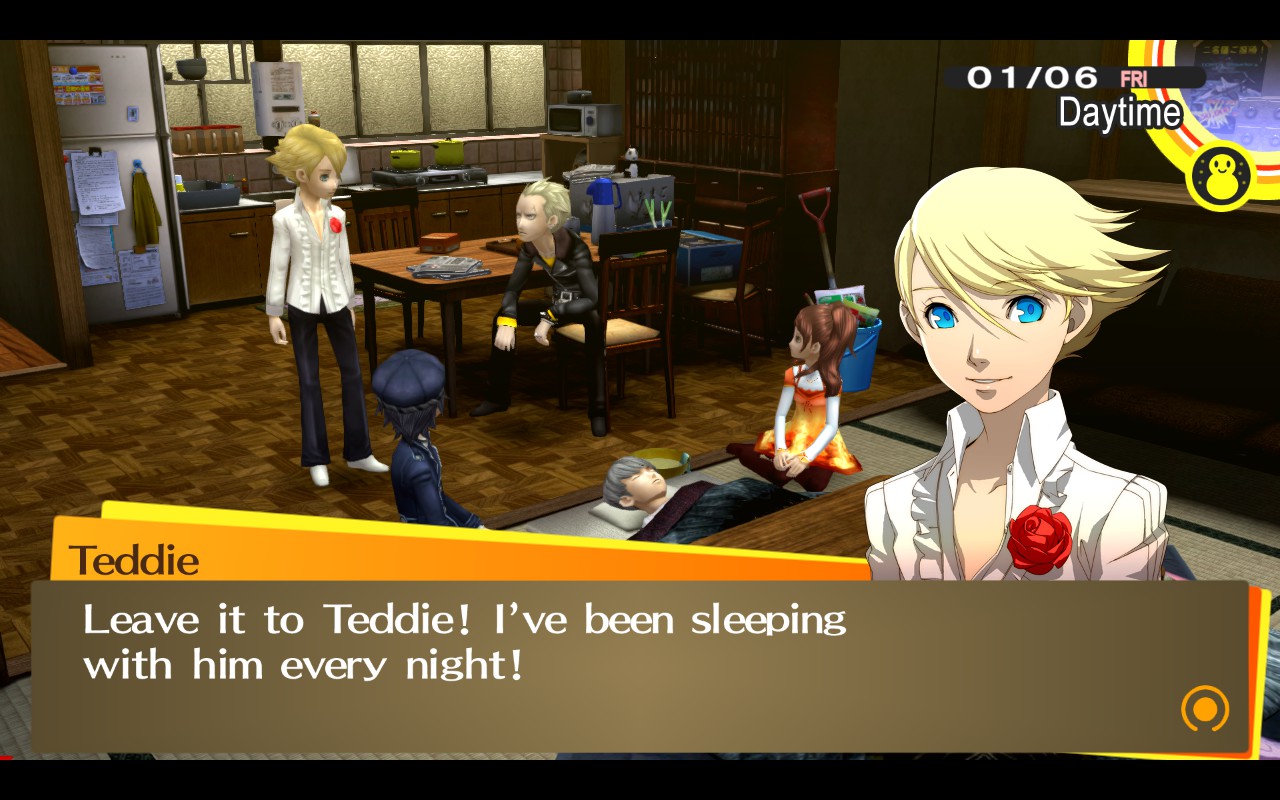 01/06 FRI
Daytime
Teddie
Leave it to Teddie! I've been sleeping
with him every night!